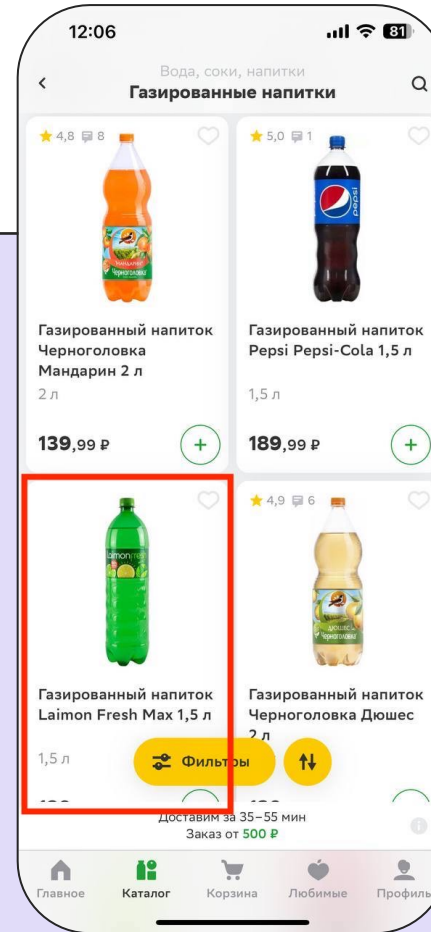 12:06
81
Вода, соки, напитки
Газированные напитки
4,8 8
5,0 1
Газированный напиток
Черноголовка
Мандарин 2 л
2 л
139,99 ₽
+
Газированный напиток
Pepsi Pepsi-Cola 1,5 л
1,5 л
189,99 ₽
+
4,9 6
Газированный напиток
Laimon Fresh Max 1,5 л
1,5 л
Газированный напиток
Черноголовка Дюшес
2 л
Фильтры
Доставим за 35–55 мин
Заказ от 500 ₽
Главное
Каталог
Корзина
Любимые
Профиль